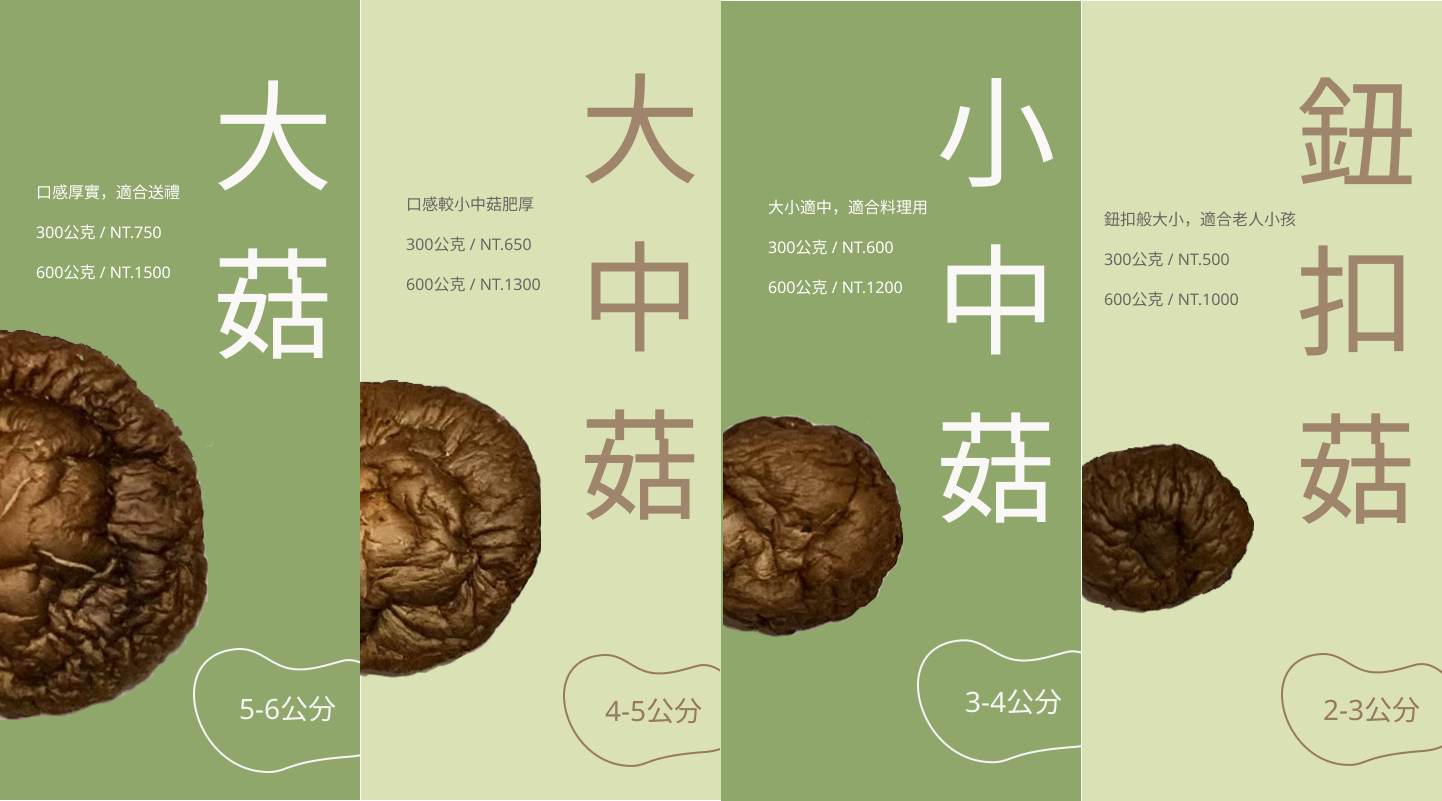 大菇
口感厚實，適合送禮
300公克 / NT.750
600公克 / NT.1500
5-6公分
大中菇
口感較小中菇肥厚
300公克 / NT.650
600公克 / NT.1300
4-5公分
小中菇
大小適中，適合料理用
300公克 / NT.600
600公克 / NT.1200
3-4公分
鈕扣菇
鈕扣般大小，適合老人小孩
300公克 / NT.500
600公克 / NT.1000
2-3公分